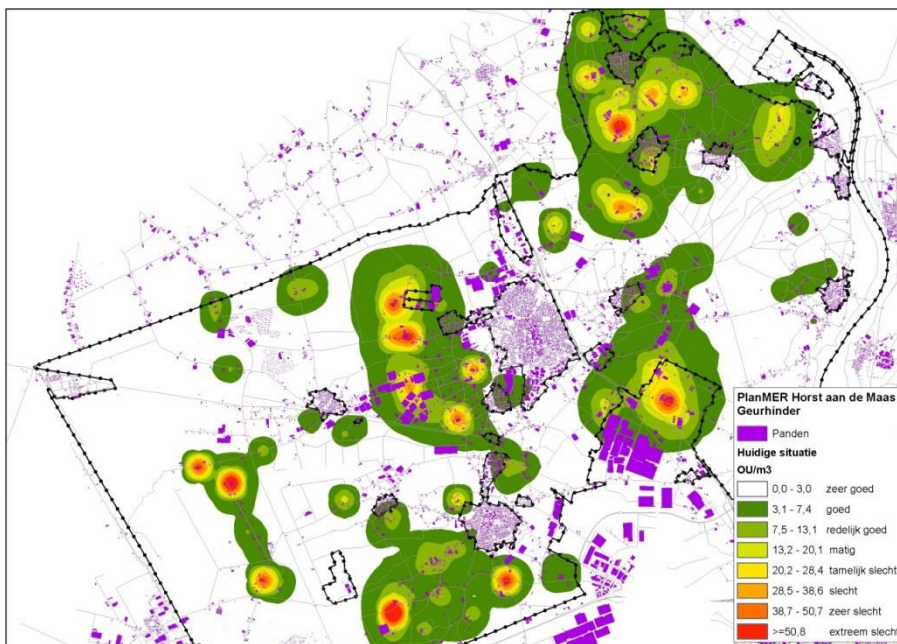 PlanMER Horst aan de Maas
Geurhinder
Panden
Huidige situatie
OU/m3
0,0 - 3,0 zeer goed
3,1 - 7,4 goed
7,5 - 13,1 redelijk goed
13,2 - 20,1 matig
20,2 - 28,4 tamelijk slecht
28,5 - 38,6 slecht
38,7 - 50,7 zeer slecht
>=50,8 extreem slecht